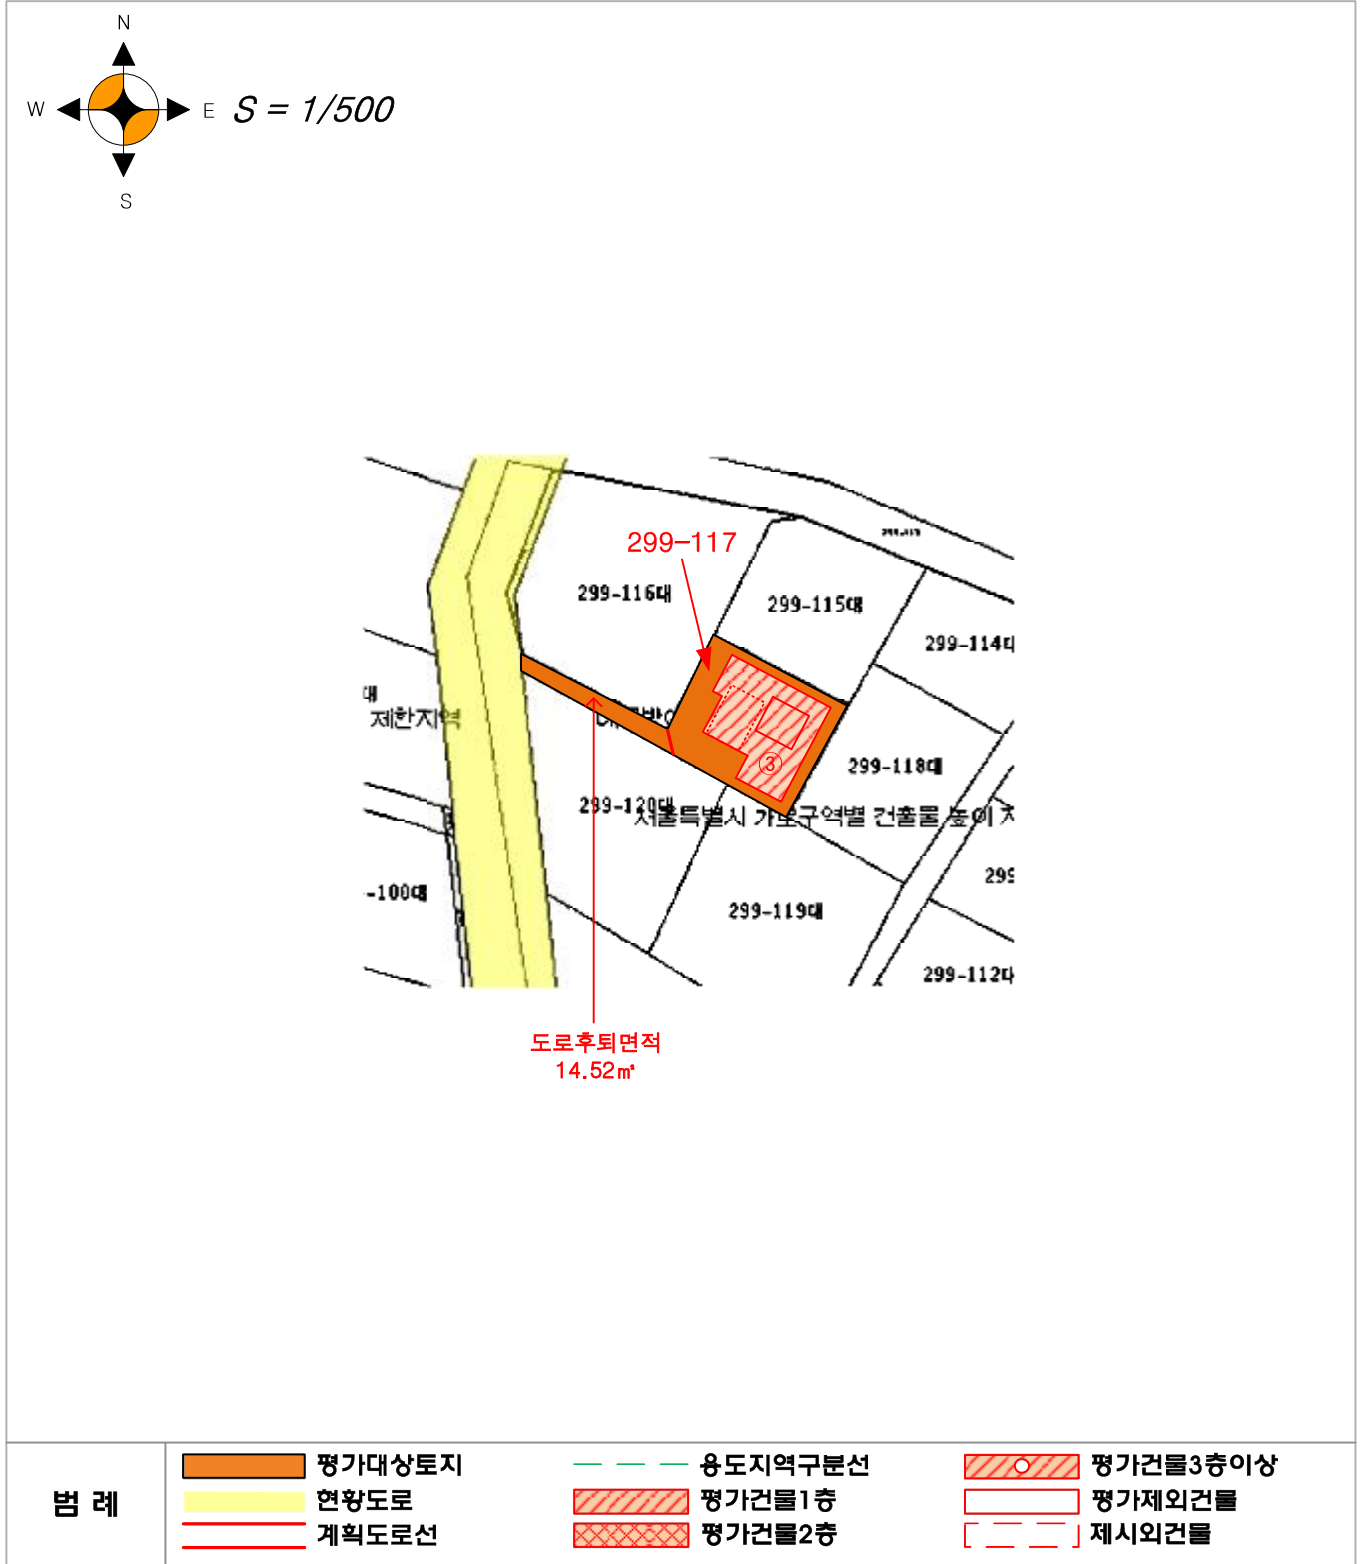 N
W
E
S = 1/500
S
299-117
299-116대
299-115대
299-114대
대
제한지역
299-118대
299-120대
③
서울특별시 가로구역별 건축물 높이 제
-100대
299
299-119대
299-112대
도로후퇴면적
14.52㎡
범 례
평가대상토지
용도지역구분선
평가건물3층이상
현황도로
평가건물1층
평가제외건물
계획도로선
평가건물2층
제시외건물